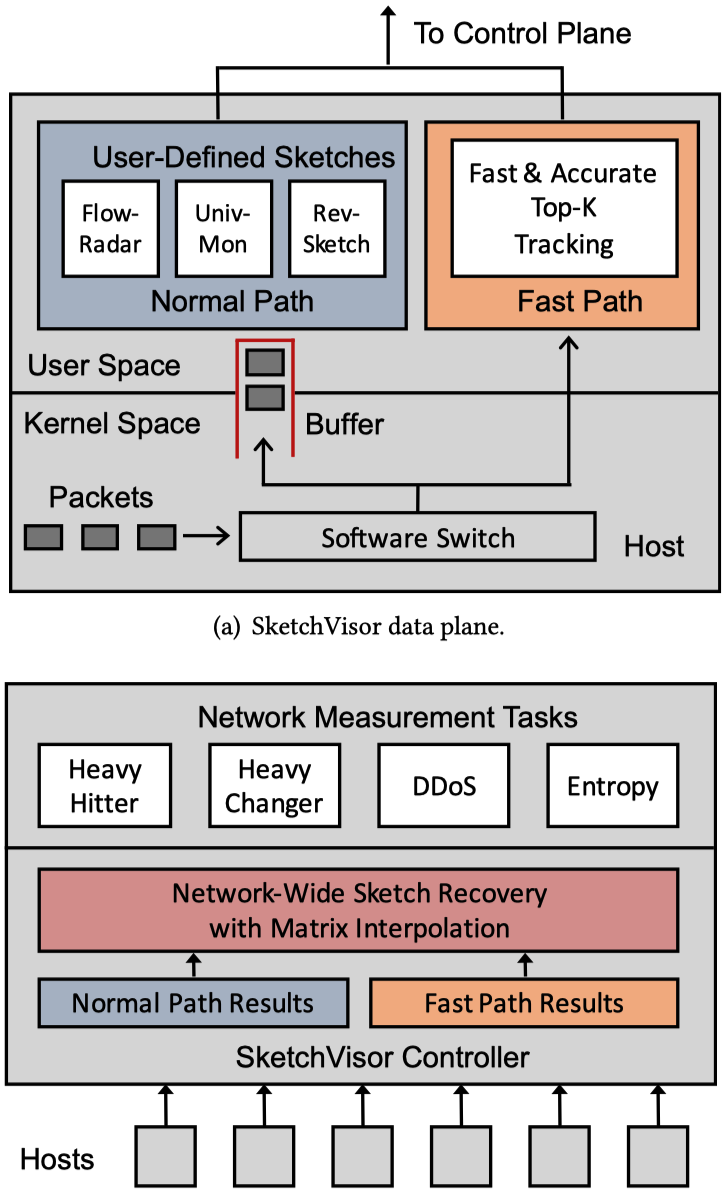 To Control Plane
User-Defined Sketches
Flow-
Radar
Univ-
Mon
Rev-
Sketch
Normal Path
Fast & Accurate
Top-K
Tracking
Fast Path
User Space
Kernel Space
Buffer
Packets
Software Switch
Host
(a) SketchVisor data plane.
Network Measurement Tasks
Heavy
Hitter
Heavy
Changer
DDoS
Entropy
Network-Wide Sketch Recovery
with Matrix Interpolation
Normal Path Results
Fast Path Results
SketchVisor Controller
Hosts